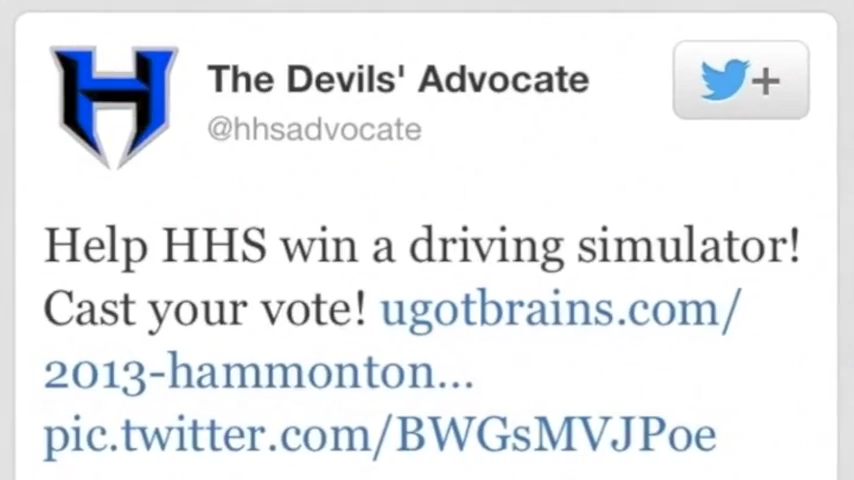 The Devils' Advocate
@hhsadvocate
Help HHS win a driving simulator!
Cast your vote! ugotbrains.com/
2013-hammonton...
pic.twitter.com/BWGsMVJPoe